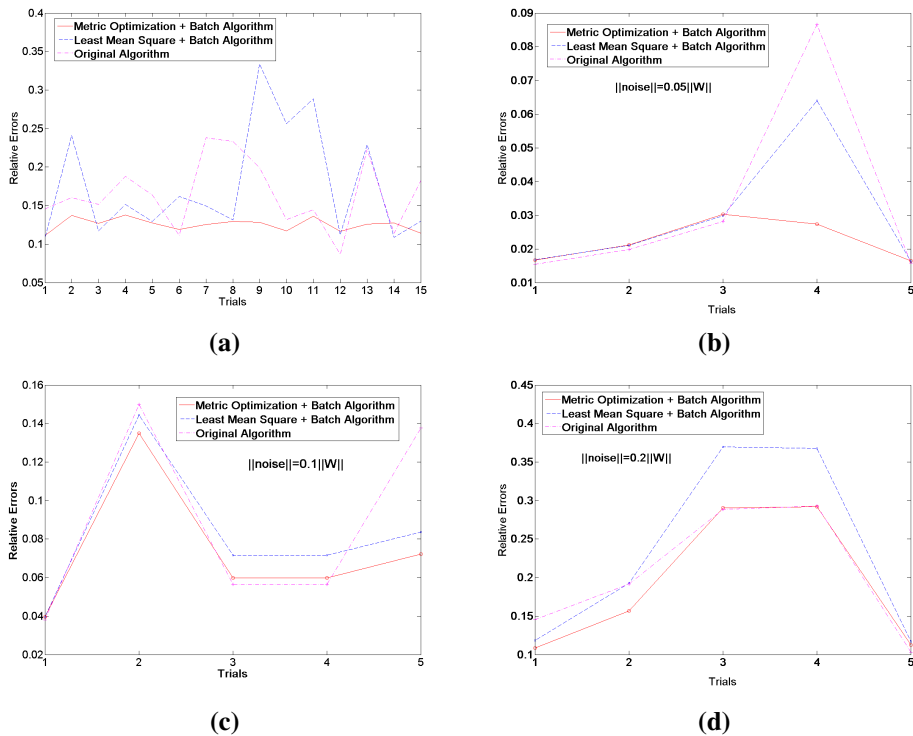 0.4
0.35
0.3
0.25
0.2
0.15
0.1
0.05
Relative Errors
Metric Optimization + Batch Algorithm
Least Mean Square + Batch Algorithm
Original Algorithm
1 2 3 4 5 6 7 8 9 10 11 12 13 14 15
Trials
(a)
0.09
0.08
0.07
0.06
0.05
0.04
0.03
0.02
0.01
Relative Errors
Metric Optimization + Batch Algorithm
Least Mean Square + Batch Algorithm
Original Algorithm
||noise||=0.05||W||
1 2 3 4 5
Trials
(b)
0.16
0.14
0.12
0.1
0.08
0.06
0.04
0.02
Relative Errors
Metric Optimization + Batch Algorithm
Least Mean Square + Batch Algorithm
Original Algorithm
||noise||=0.1||W||
1 2 3 4 5
Trials
(c)
0.45
0.4
0.35
0.3
0.25
0.2
0.15
0.1
Relative Errors
Metric Optimization + Batch Algorithm
Least Mean Square + Batch Algorithm
Original Algorithm
||noise||=0.2||W||
1 2 3 4 5
Trials
(d)